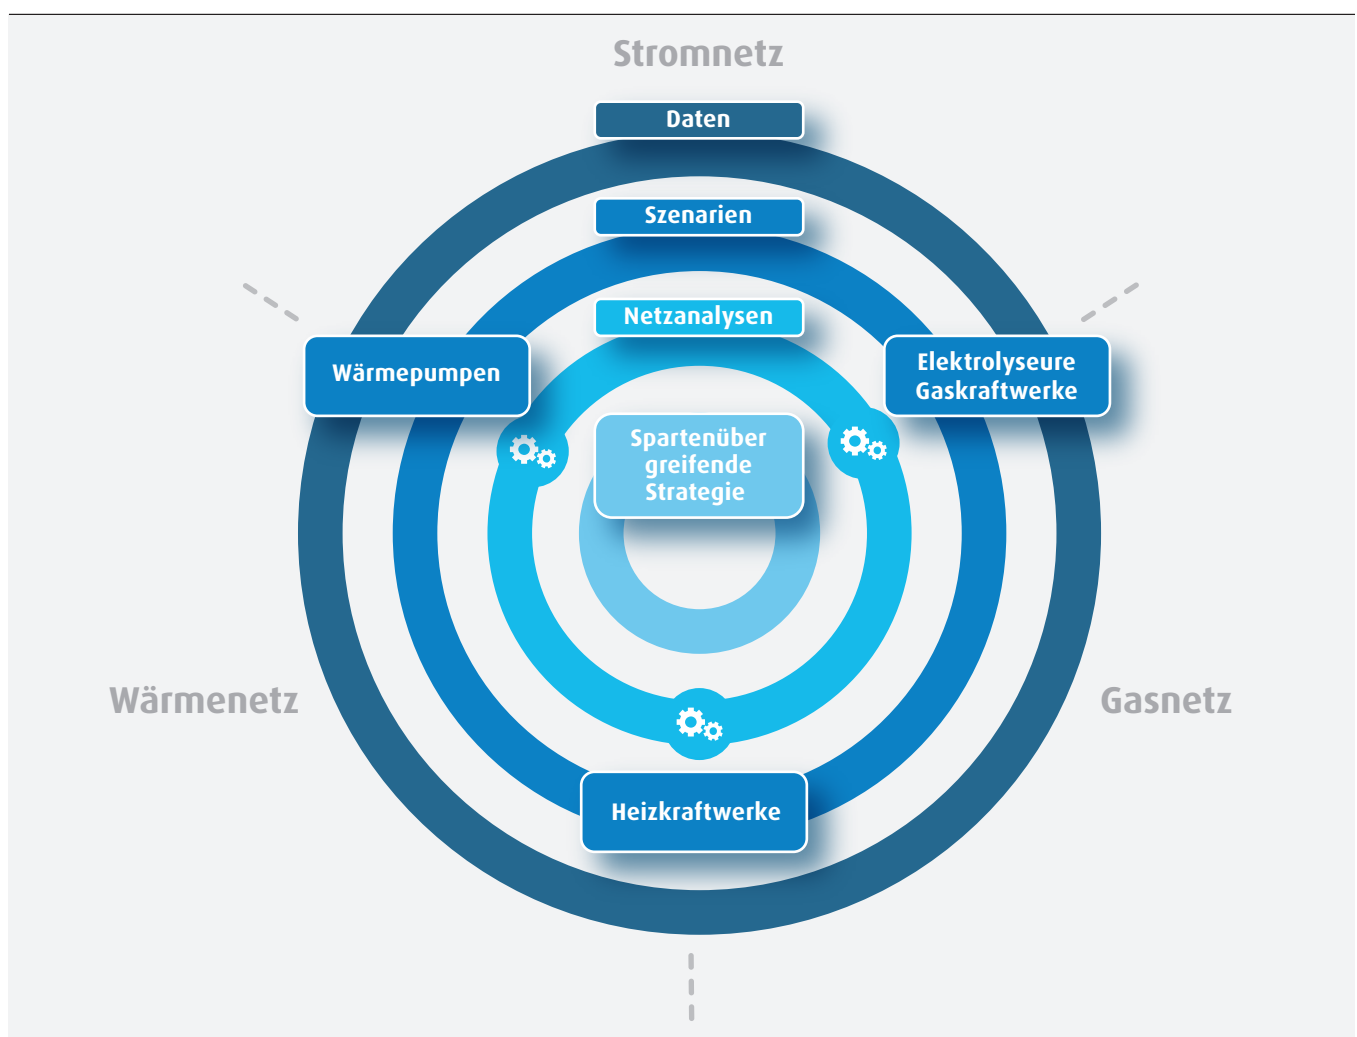 Stromnetz
Daten
Szenarien
Netzanalysen
Wärmepumpen
Elektrolyseure
Gaskraftwerke
Spartenüber
greifende
Strategie
Wärmenetz
Gasnetz
Heizkraftwerke